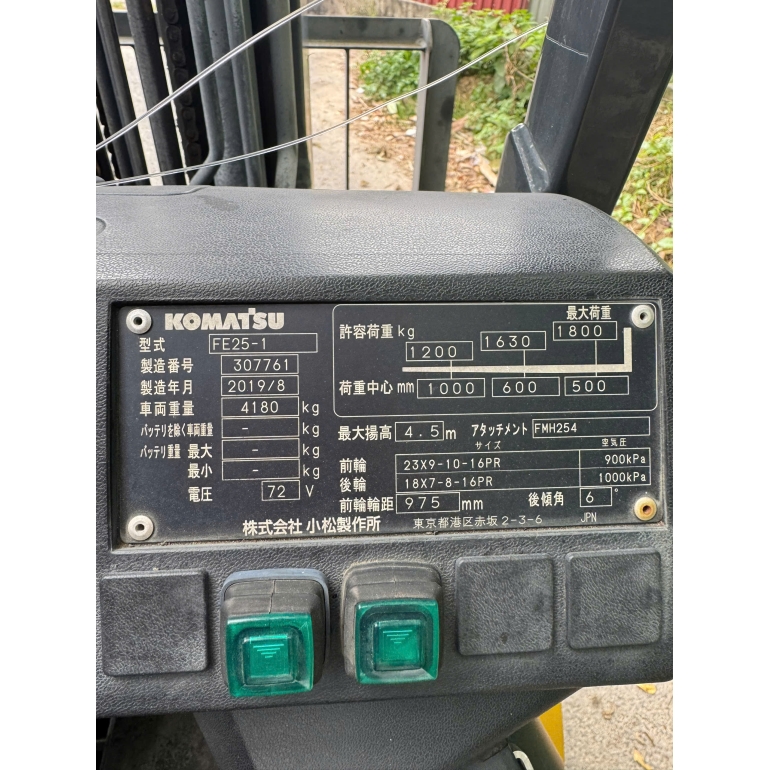 KOMATSU
型式 FE25-1
製造番号 307761
製造年月 2019/8
車両重量 4180 kg
バッテリを除く車両重量 - kg
バッテリ重量 最大 - kg
最小 - kg
電圧 72 V
許容荷重 kg 1200 1630 最大荷重 1800
荷重中心 mm 1000 600 500
最大揚高 4.5 m アタッチメント FMH254
サイズ 空気圧
前輪 23X9-10-16PR 900kPa
後輪 18X7-8-16PR 1000kPa
前輪輪距 975 mm 後傾角 6 °
株式会社 小松製作所 東京都港区赤坂2-3-6 JPN